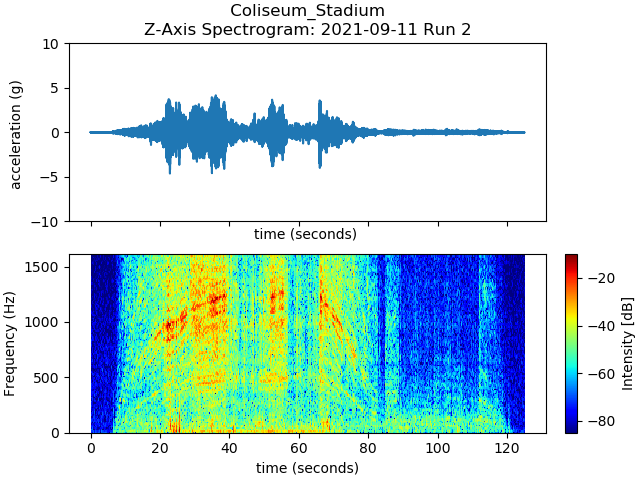 Coliseum_Stadium
Z-Axis Spectrogram: 2021-09-11 Run 2
10
5
0
−5
−10
acceleration (g)
time (seconds)
1500
1000
500
0
Frequency (Hz)
0 20 40 60 80 100 120
time (seconds)
−20
−40
−60
−80
Intensity [dB]